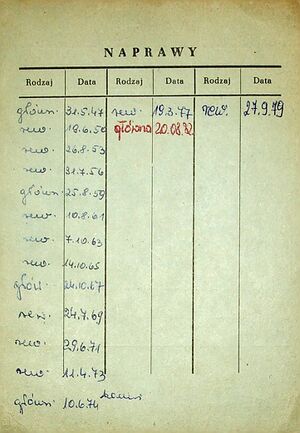 NAPRAWY
Rodzaj Data Rodzaj Data Rodzaj Data
główn. 31.5.47 rew. 19.3.77 rew. 27.9.79
rew. 19.6.50 główna 20.08.82
rew. 26.8.53
rew. 31.7.56
główn. 25.8.59
rew. 10.8.61
rew. 7.10.63
rew. 14.10.65
główn. 24.10.67
rew. 24.7.69
rew. 29.6.71
rew. 11.4.73
główn. 10.6.74